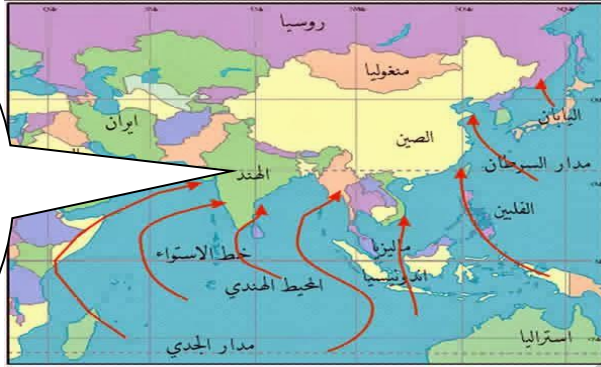 روسيا
منغوليا
ايران
اليابان
الصين
مدار السرطان
الهند
الفلبين
خط الاستواء
ماليزيا
اندونيسيا
المحيط الهندي
استراليا
مدار الجدي